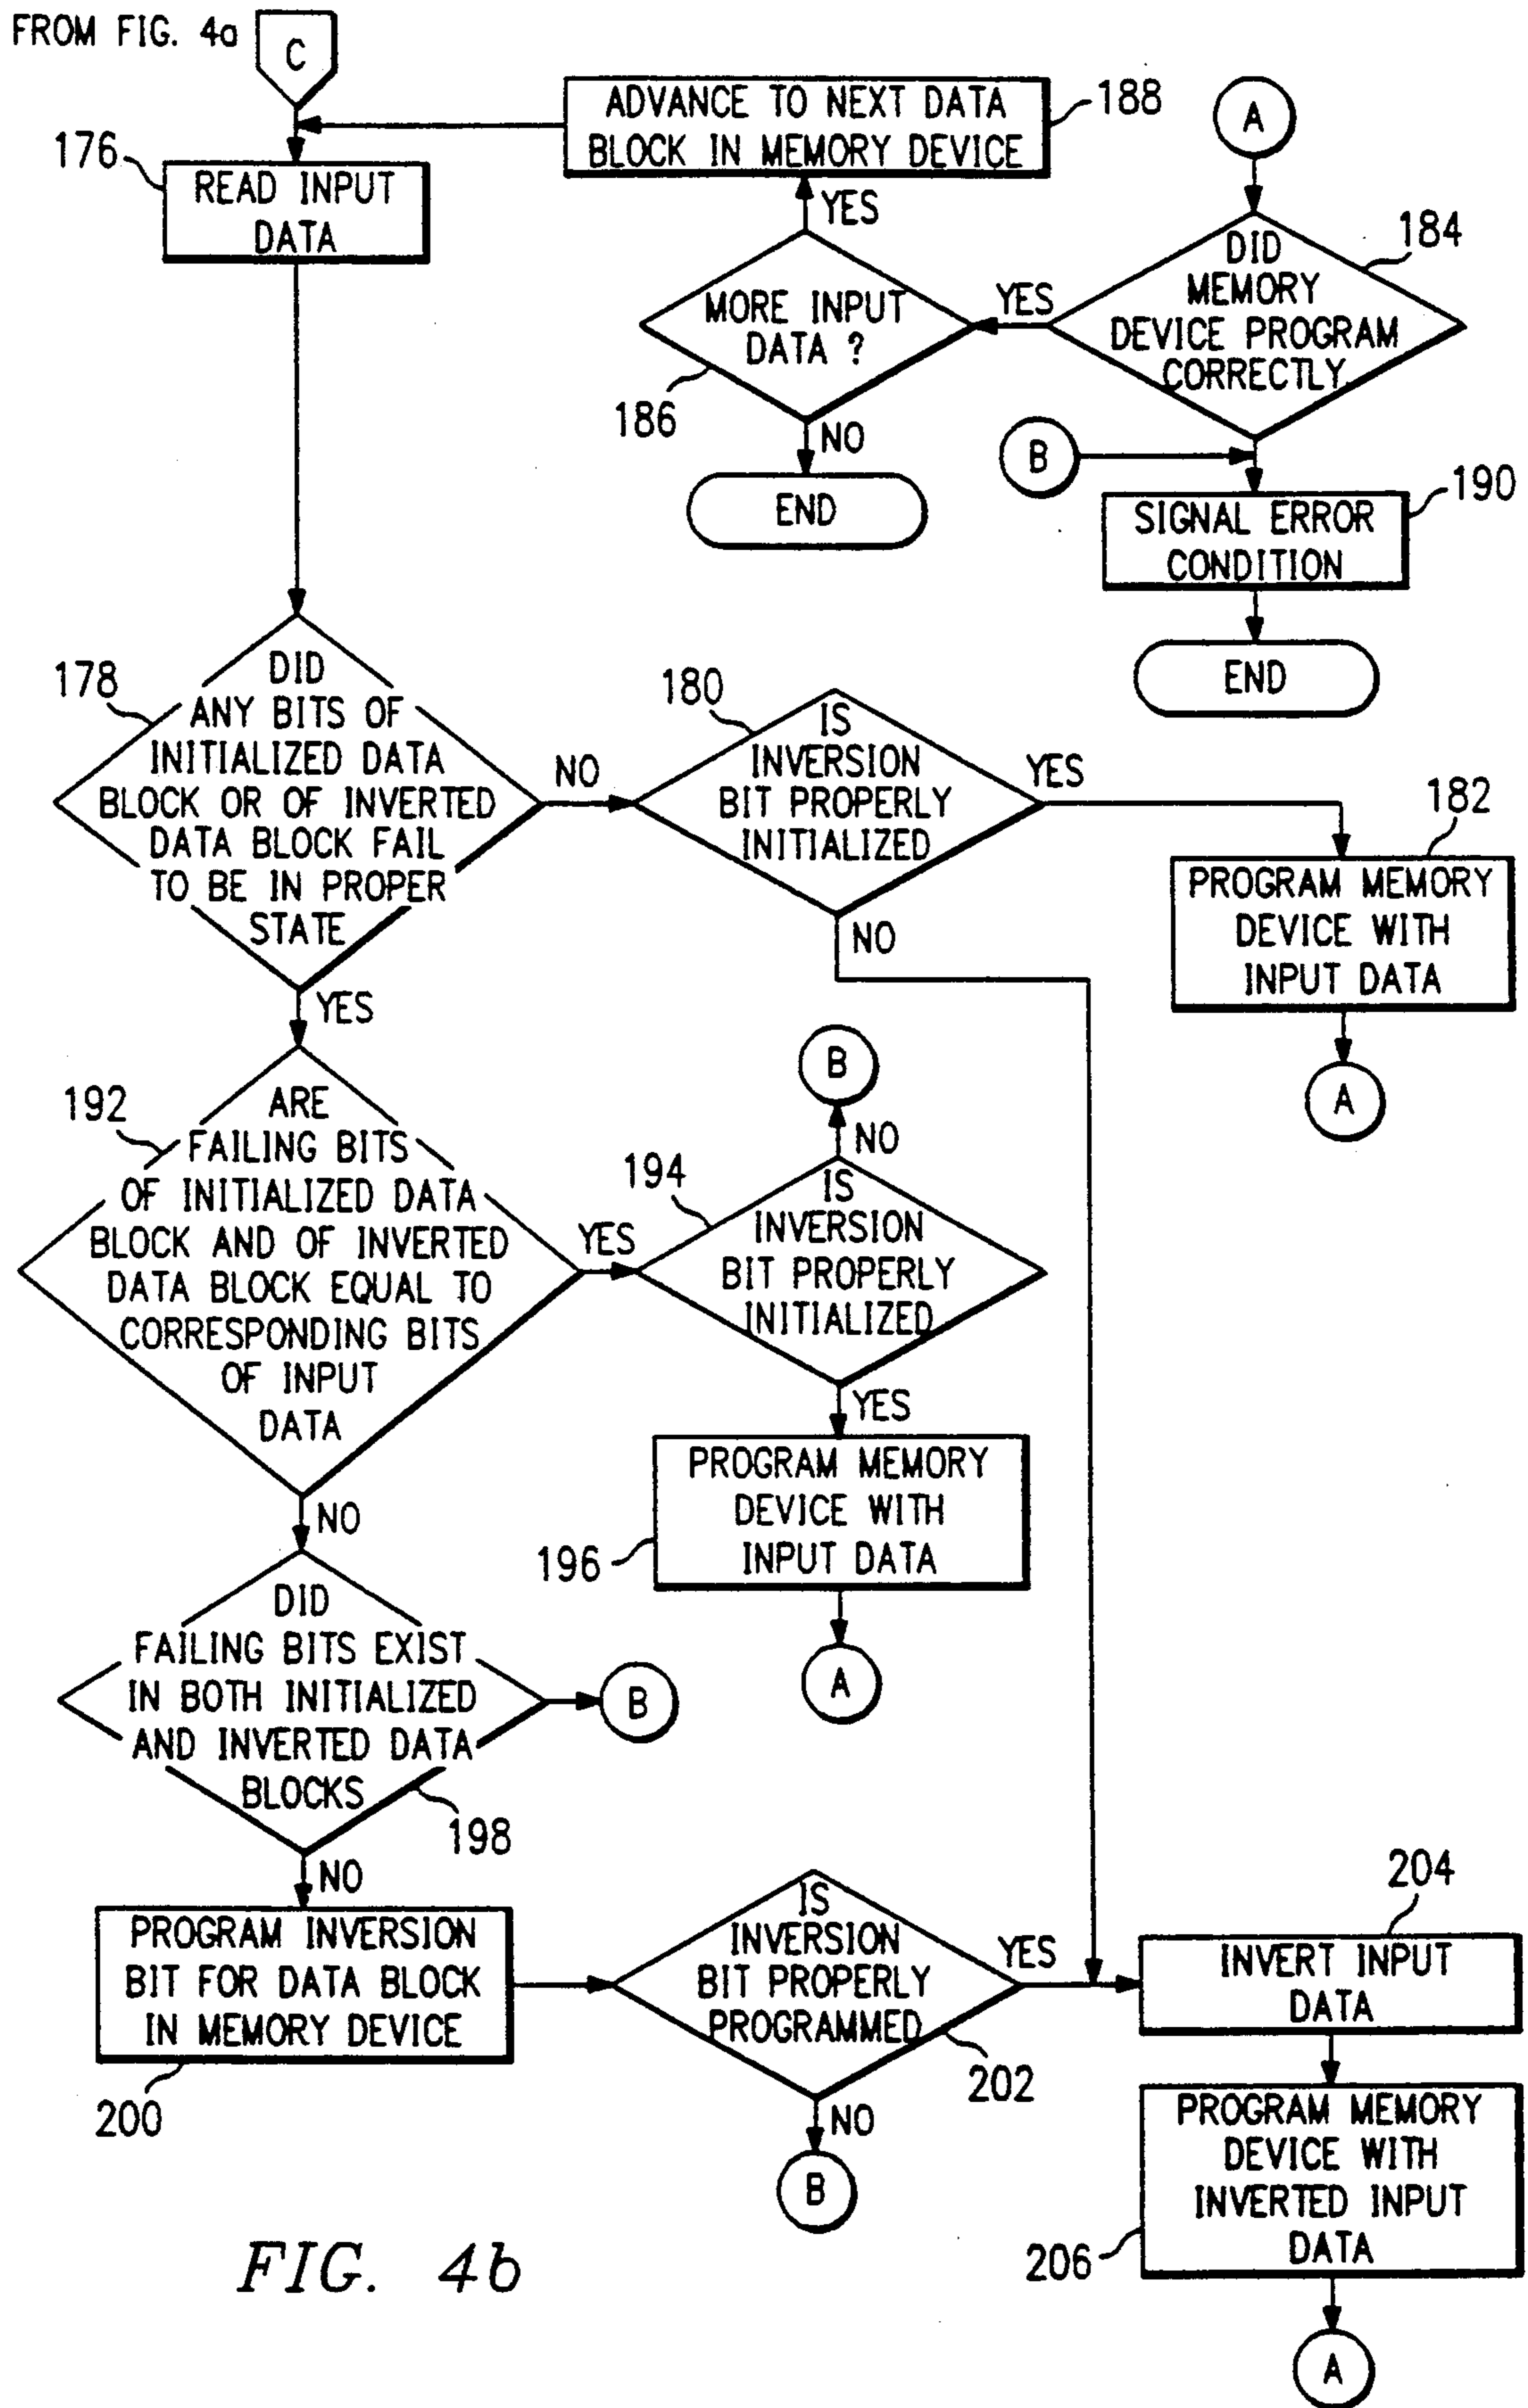 FROM FIG. 4a
C
ADVANCE TO NEXT DATA
BLOCK IN MEMORY DEVICE
188
A
176
READ INPUT
DATA
YES
184
DID
MEMORY
DEVICE PROGRAM
CORRECTLY
YES
MORE INPUT
DATA ?
186
NO
END
B
190
SIGNAL ERROR
CONDITION
END
178
DID
ANY BITS OF
INITIALIZED DATA
BLOCK OR OF INVERTED
DATA BLOCK FAIL
TO BE IN PROPER
STATE
NO
180
IS
INVERSION
BIT PROPERLY
INITIALIZED
YES
182
PROGRAM MEMORY
DEVICE WITH
INPUT DATA
A
NO
YES
192
ARE
FAILING BITS
OF INITIALIZED DATA
BLOCK AND OF INVERTED
DATA BLOCK EQUAL TO
CORRESPONDING BITS
OF INPUT
DATA
YES
B
NO
194
IS
INVERSION
BIT PROPERLY
INITIALIZED
YES
PROGRAM MEMORY
DEVICE WITH
INPUT DATA
196
A
NO
DID
FAILING BITS EXIST
IN BOTH INITIALIZED
AND INVERTED DATA
BLOCKS
198
B
NO
PROGRAM INVERSION
BIT FOR DATA BLOCK
IN MEMORY DEVICE
200
IS
INVERSION
BIT PROPERLY
PROGRAMMED
202
YES
NO
B
204
INVERT INPUT
DATA
PROGRAM MEMORY
DEVICE WITH
INVERTED INPUT
DATA
206
A
FIG. 4b